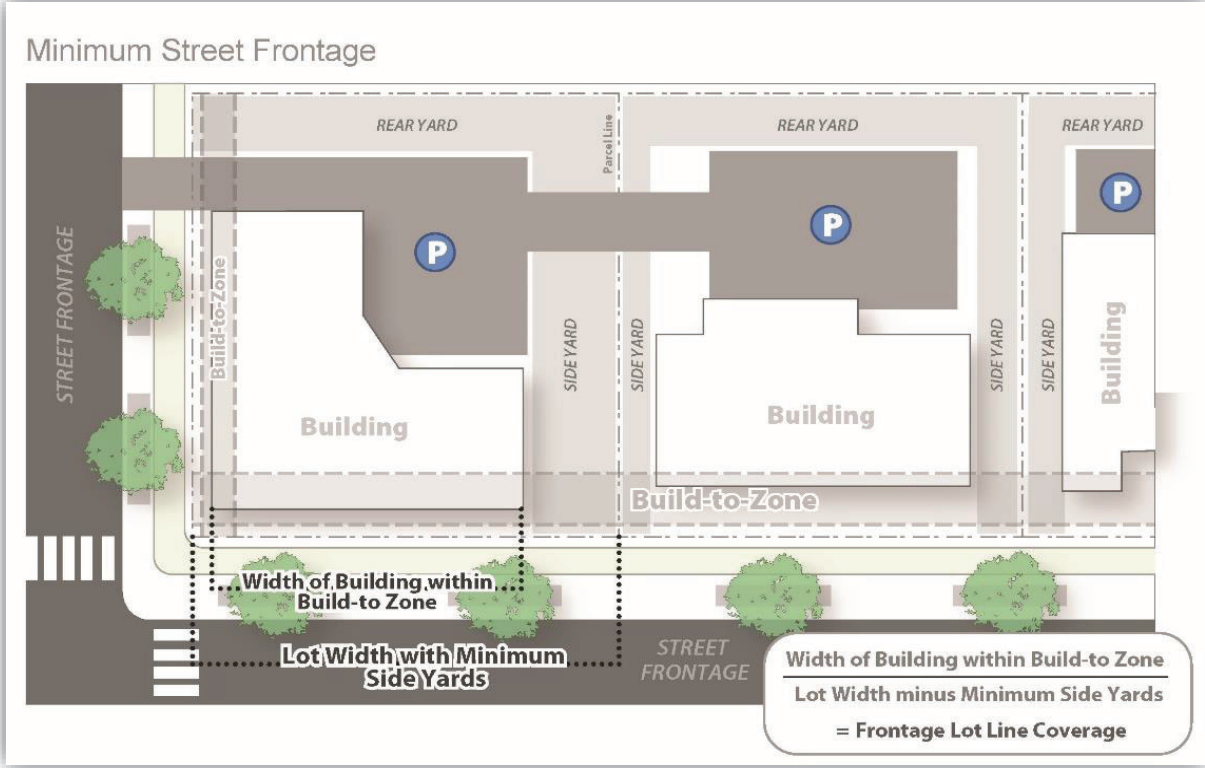 Minimum Street Frontage
REAR YARD
REAR YARD
REAR YARD
Parcel Line
P
P
P
STREET FRONTAGE
Build-to-Zone
SIDE YARD
SIDE YARD
SIDE YARD
SIDE YARD
Building
Building
Building
Build-to-Zone
Width of Building within
Build-to Zone
Lot Width with Minimum
Side Yards
STREET
FRONTAGE
Width of Building within Build-to Zone
Lot Width minus Minimum Side Yards
= Frontage Lot Line Coverage